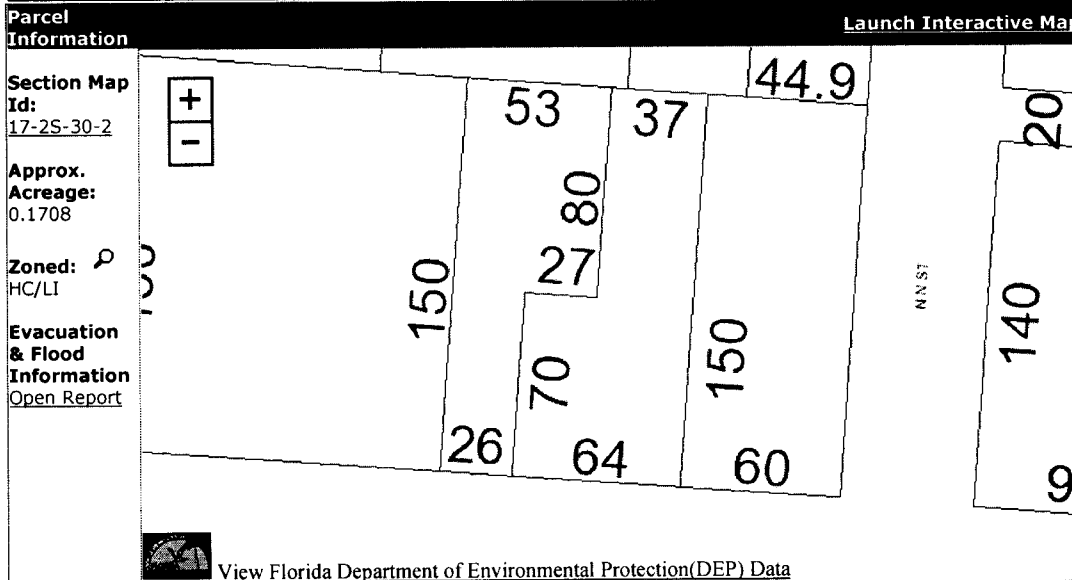 Parcel
Information
Launch Interactive Map
Section Map
Id:
17-2S-30-2
Approx.
Acreage:
0.1708
Zoned:
HC/LI
Evacuation
& Flood
Information
Open Report
+
-
53
37
44.9
20
80
27
150
150
140
70
26
64
60
9
N N ST
View Florida Department of Environmental Protection(DEP) Data